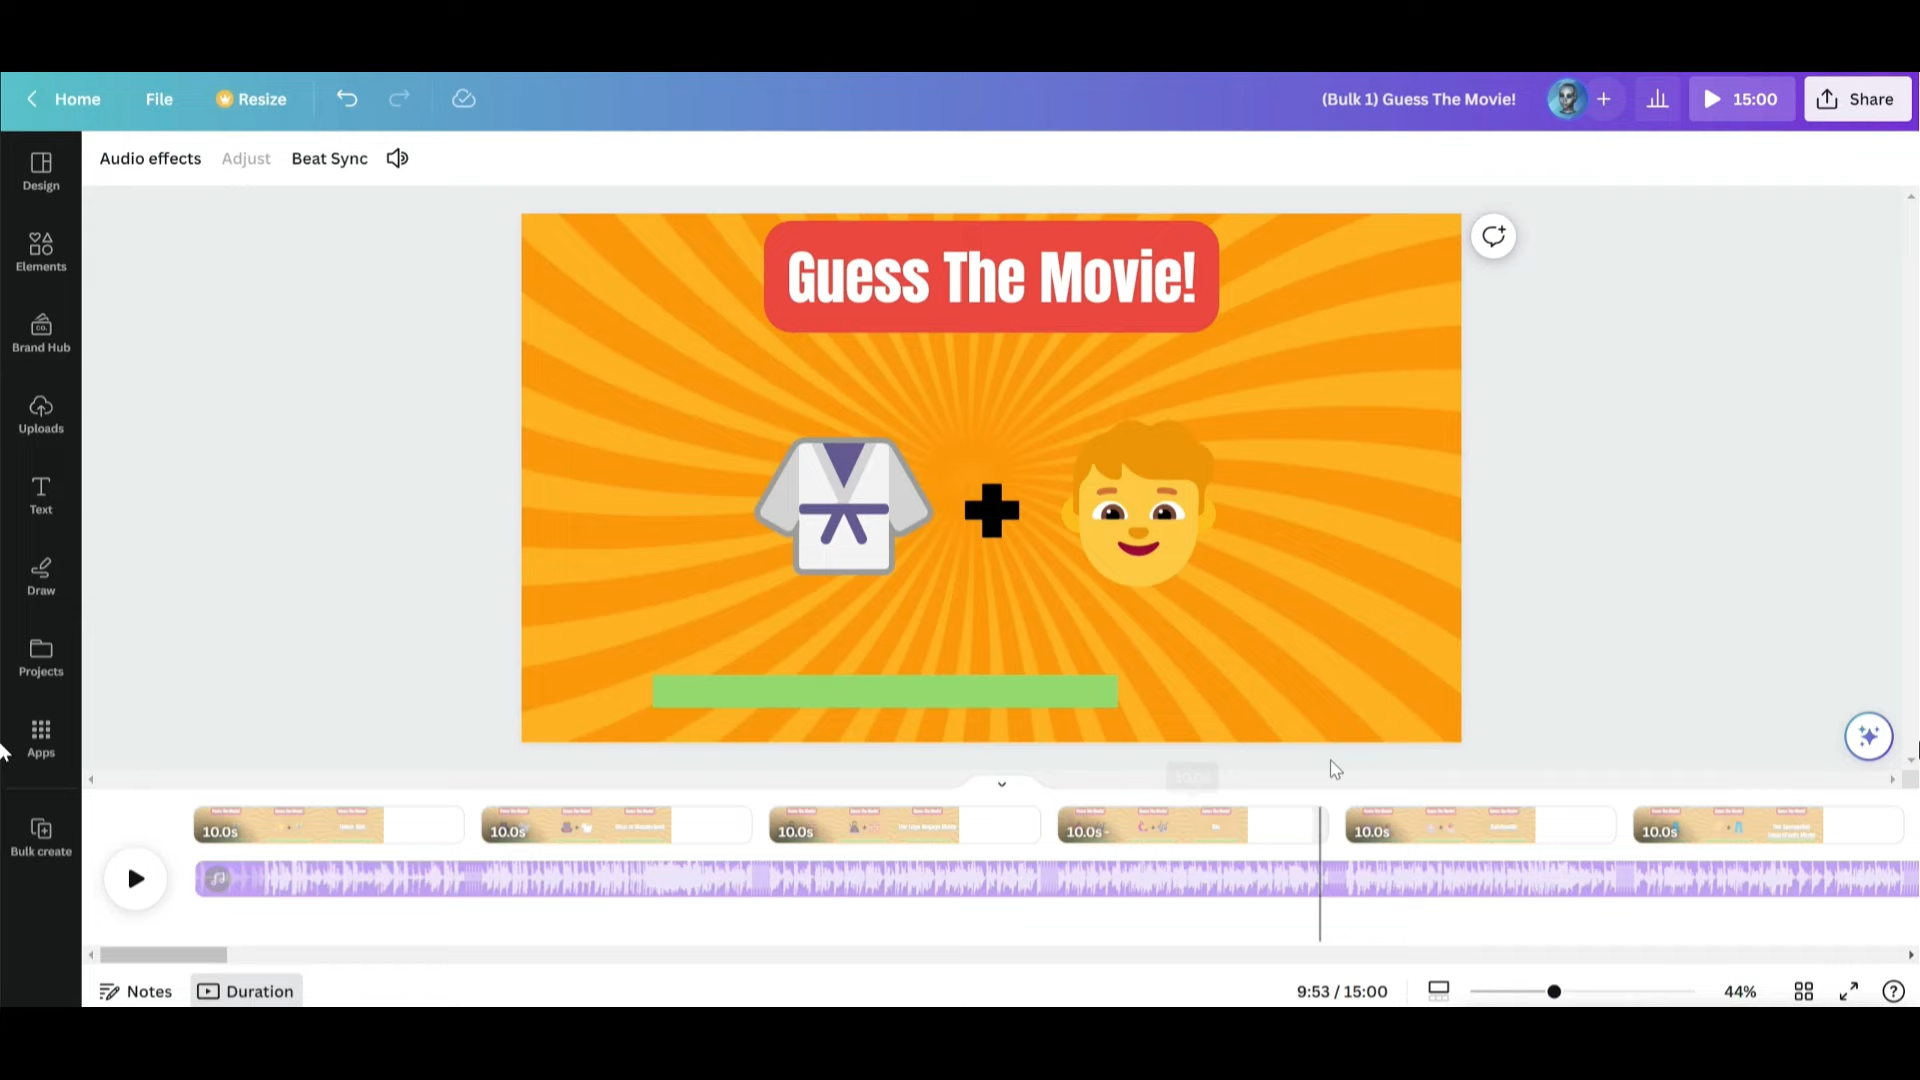 Home
File
Resize
(Bulk 1) Guess The Movie!
15:00
Share
Audio effects
Adjust
Beat Sync
Design
Elements
CO.
Brand Hub
Uploads
Text
Draw
Projects
Apps
Bulk create
Guess The Movie!
10.0s
10.0s
10.0s
10.0s
10.0s
10.0s
Notes
Duration
9:53 / 15:00
44%